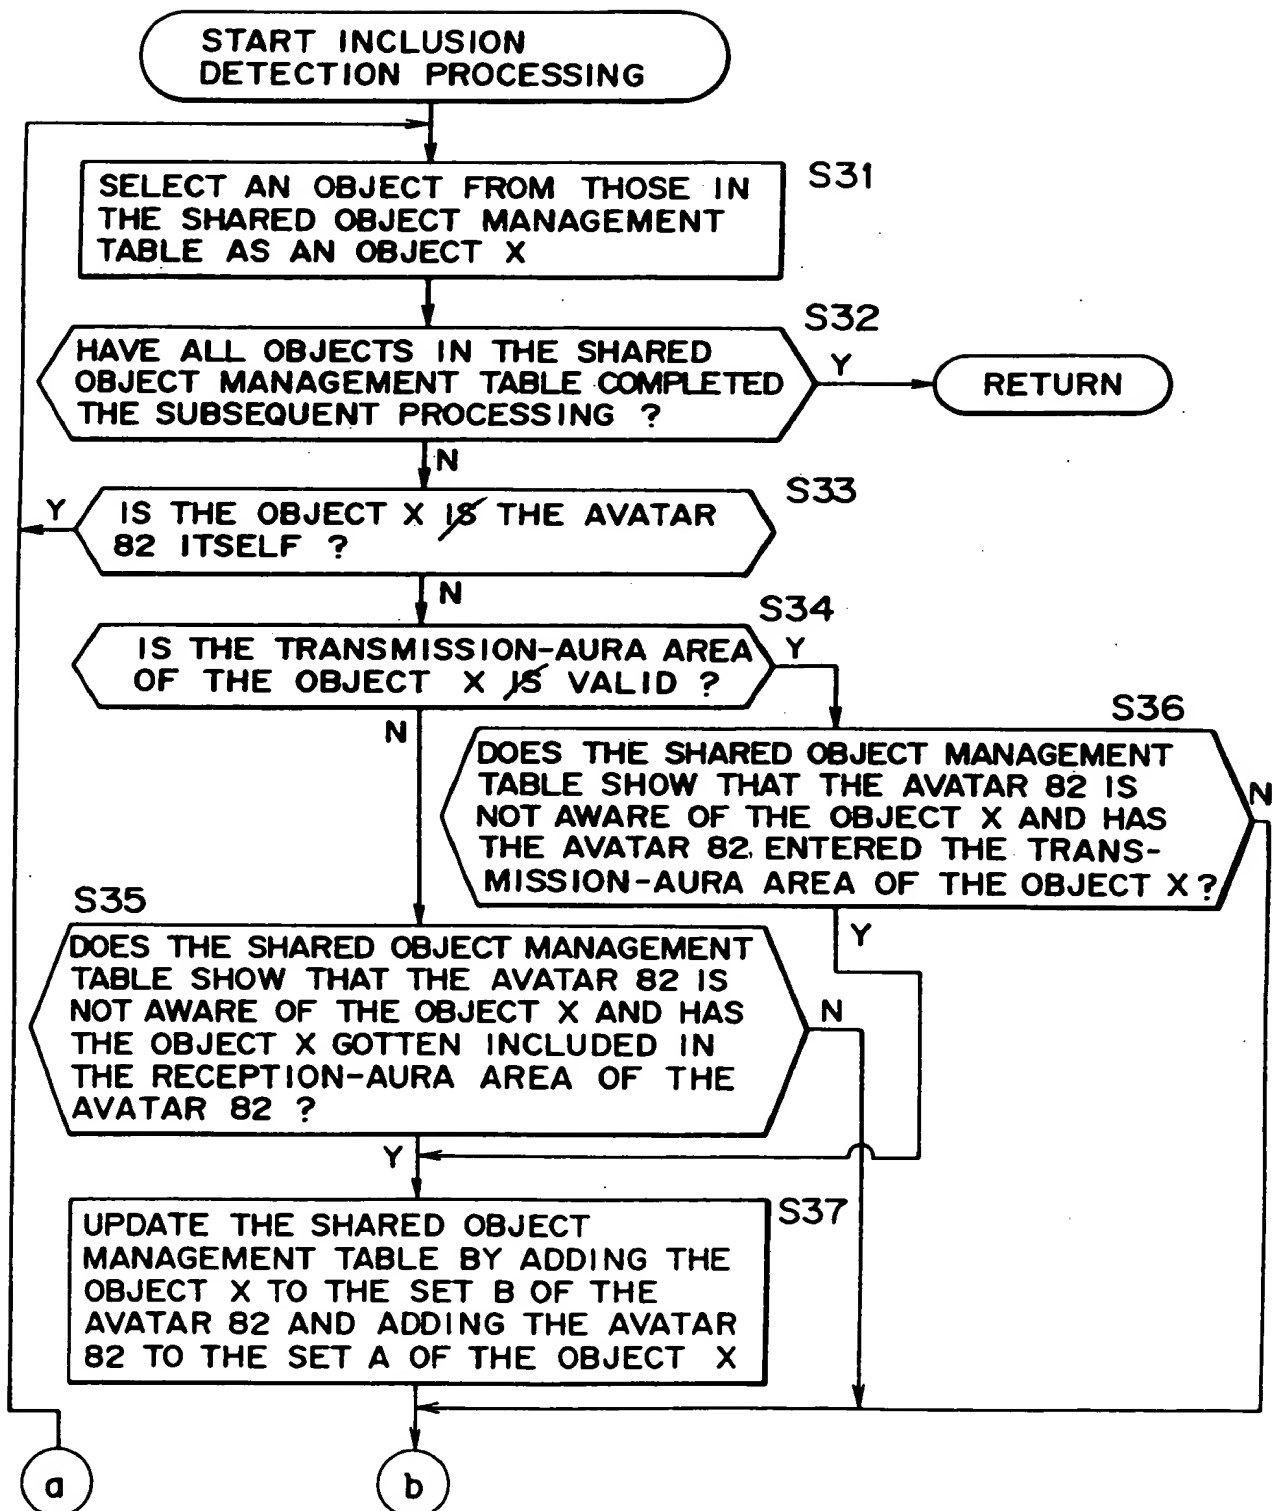 START INCLUSION
DETECTION PROCESSING
SELECT AN OBJECT FROM THOSE IN
THE SHARED OBJECT MANAGEMENT
TABLE AS AN OBJECT X
S31
HAVE ALL OBJECTS IN THE SHARED
OBJECT MANAGEMENT TABLE COMPLETED
THE SUBSEQUENT PROCESSING ?
S32
Y
RETURN
N
IS THE OBJECT X IS THE AVATAR
82 ITSELF ?
S33
Y
N
IS THE TRANSMISSION-AURA AREA
OF THE OBJECT X IS VALID ?
S34
Y
N
S36
DOES THE SHARED OBJECT MANAGEMENT
TABLE SHOW THAT THE AVATAR 82 IS
NOT AWARE OF THE OBJECT X AND HAS
THE AVATAR 82 ENTERED THE TRANS-
MISSION-AURA AREA OF THE OBJECT X?
N
Y
S35
DOES THE SHARED OBJECT MANAGEMENT
TABLE SHOW THAT THE AVATAR 82 IS
NOT AWARE OF THE OBJECT X AND HAS
THE OBJECT X GOTTEN INCLUDED IN
THE RECEPTION-AURA AREA OF THE
AVATAR 82 ?
N
Y
S37
UPDATE THE SHARED OBJECT
MANAGEMENT TABLE BY ADDING THE
OBJECT X TO THE SET B OF THE
AVATAR 82 AND ADDING THE AVATAR
82 TO THE SET A OF THE OBJECT X
a
b